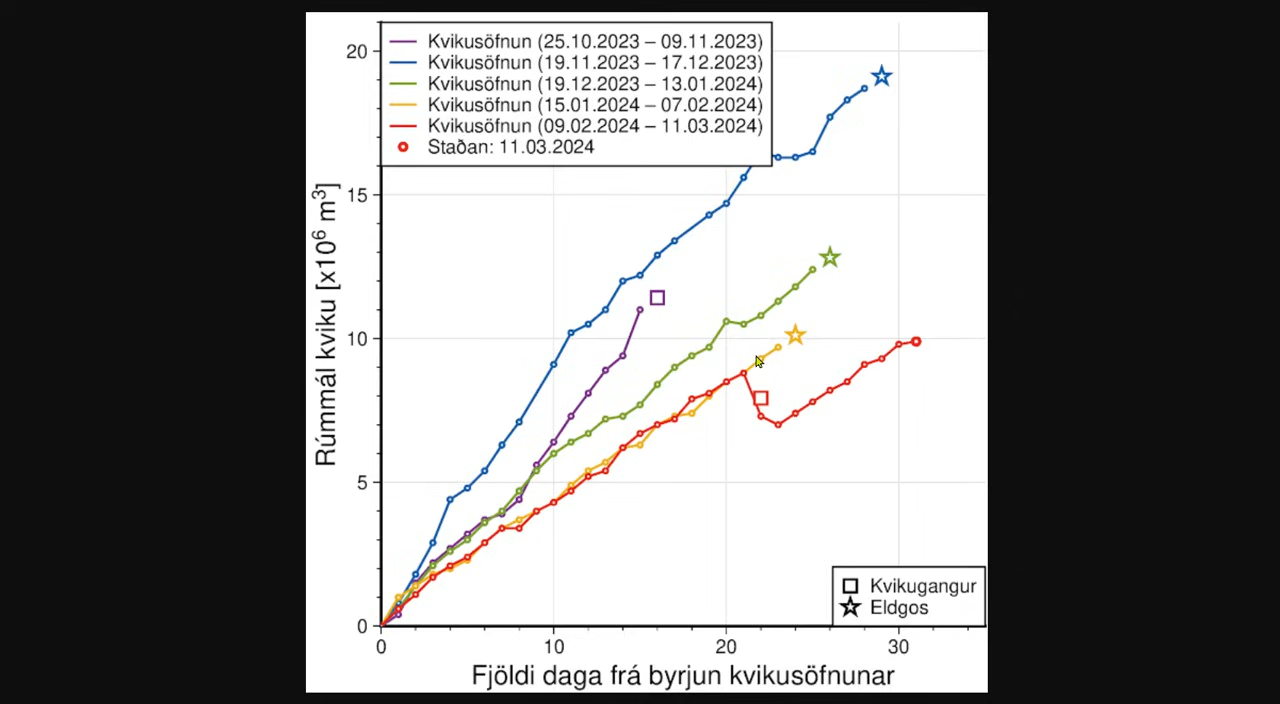 Kvikusöfnun (25.10.2023 – 09.11.2023)
Kvikusöfnun (19.11.2023 – 17.12.2023)
Kvikusöfnun (19.12.2023 – 13.01.2024)
Kvikusöfnun (15.01.2024 – 07.02.2024)
Kvikusöfnun (09.02.2024 – 11.03.2024)
Staðan: 11.03.2024
Rúmmál kviku [x10⁶ m³]
20
15
10
5
0
Kvikugangur
Eldgos
0 10 20 30
Fjöldi daga frá byrjun kvikusöfnunar